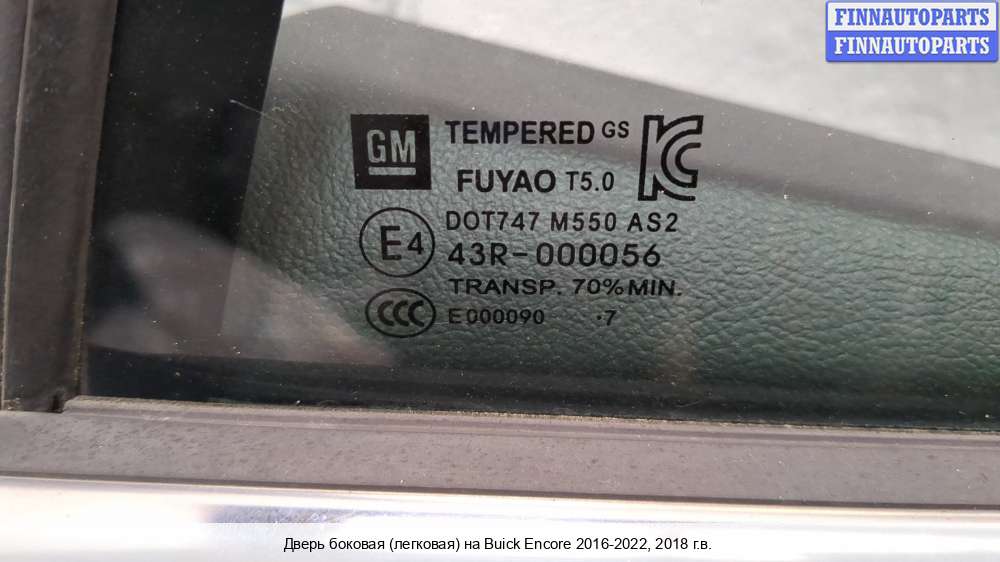 FINNAUTOPARTS
FINNAUTOPARTS
GM TEMPERED GS KC
FUYAO T5.0
DOT747 M550 AS2
E4 43R-000056
TRANSP. 70%MIN.
CCC E000090 ·7
Дверь боковая (легковая) на Buick Encore 2016-2022, 2018 г.в.